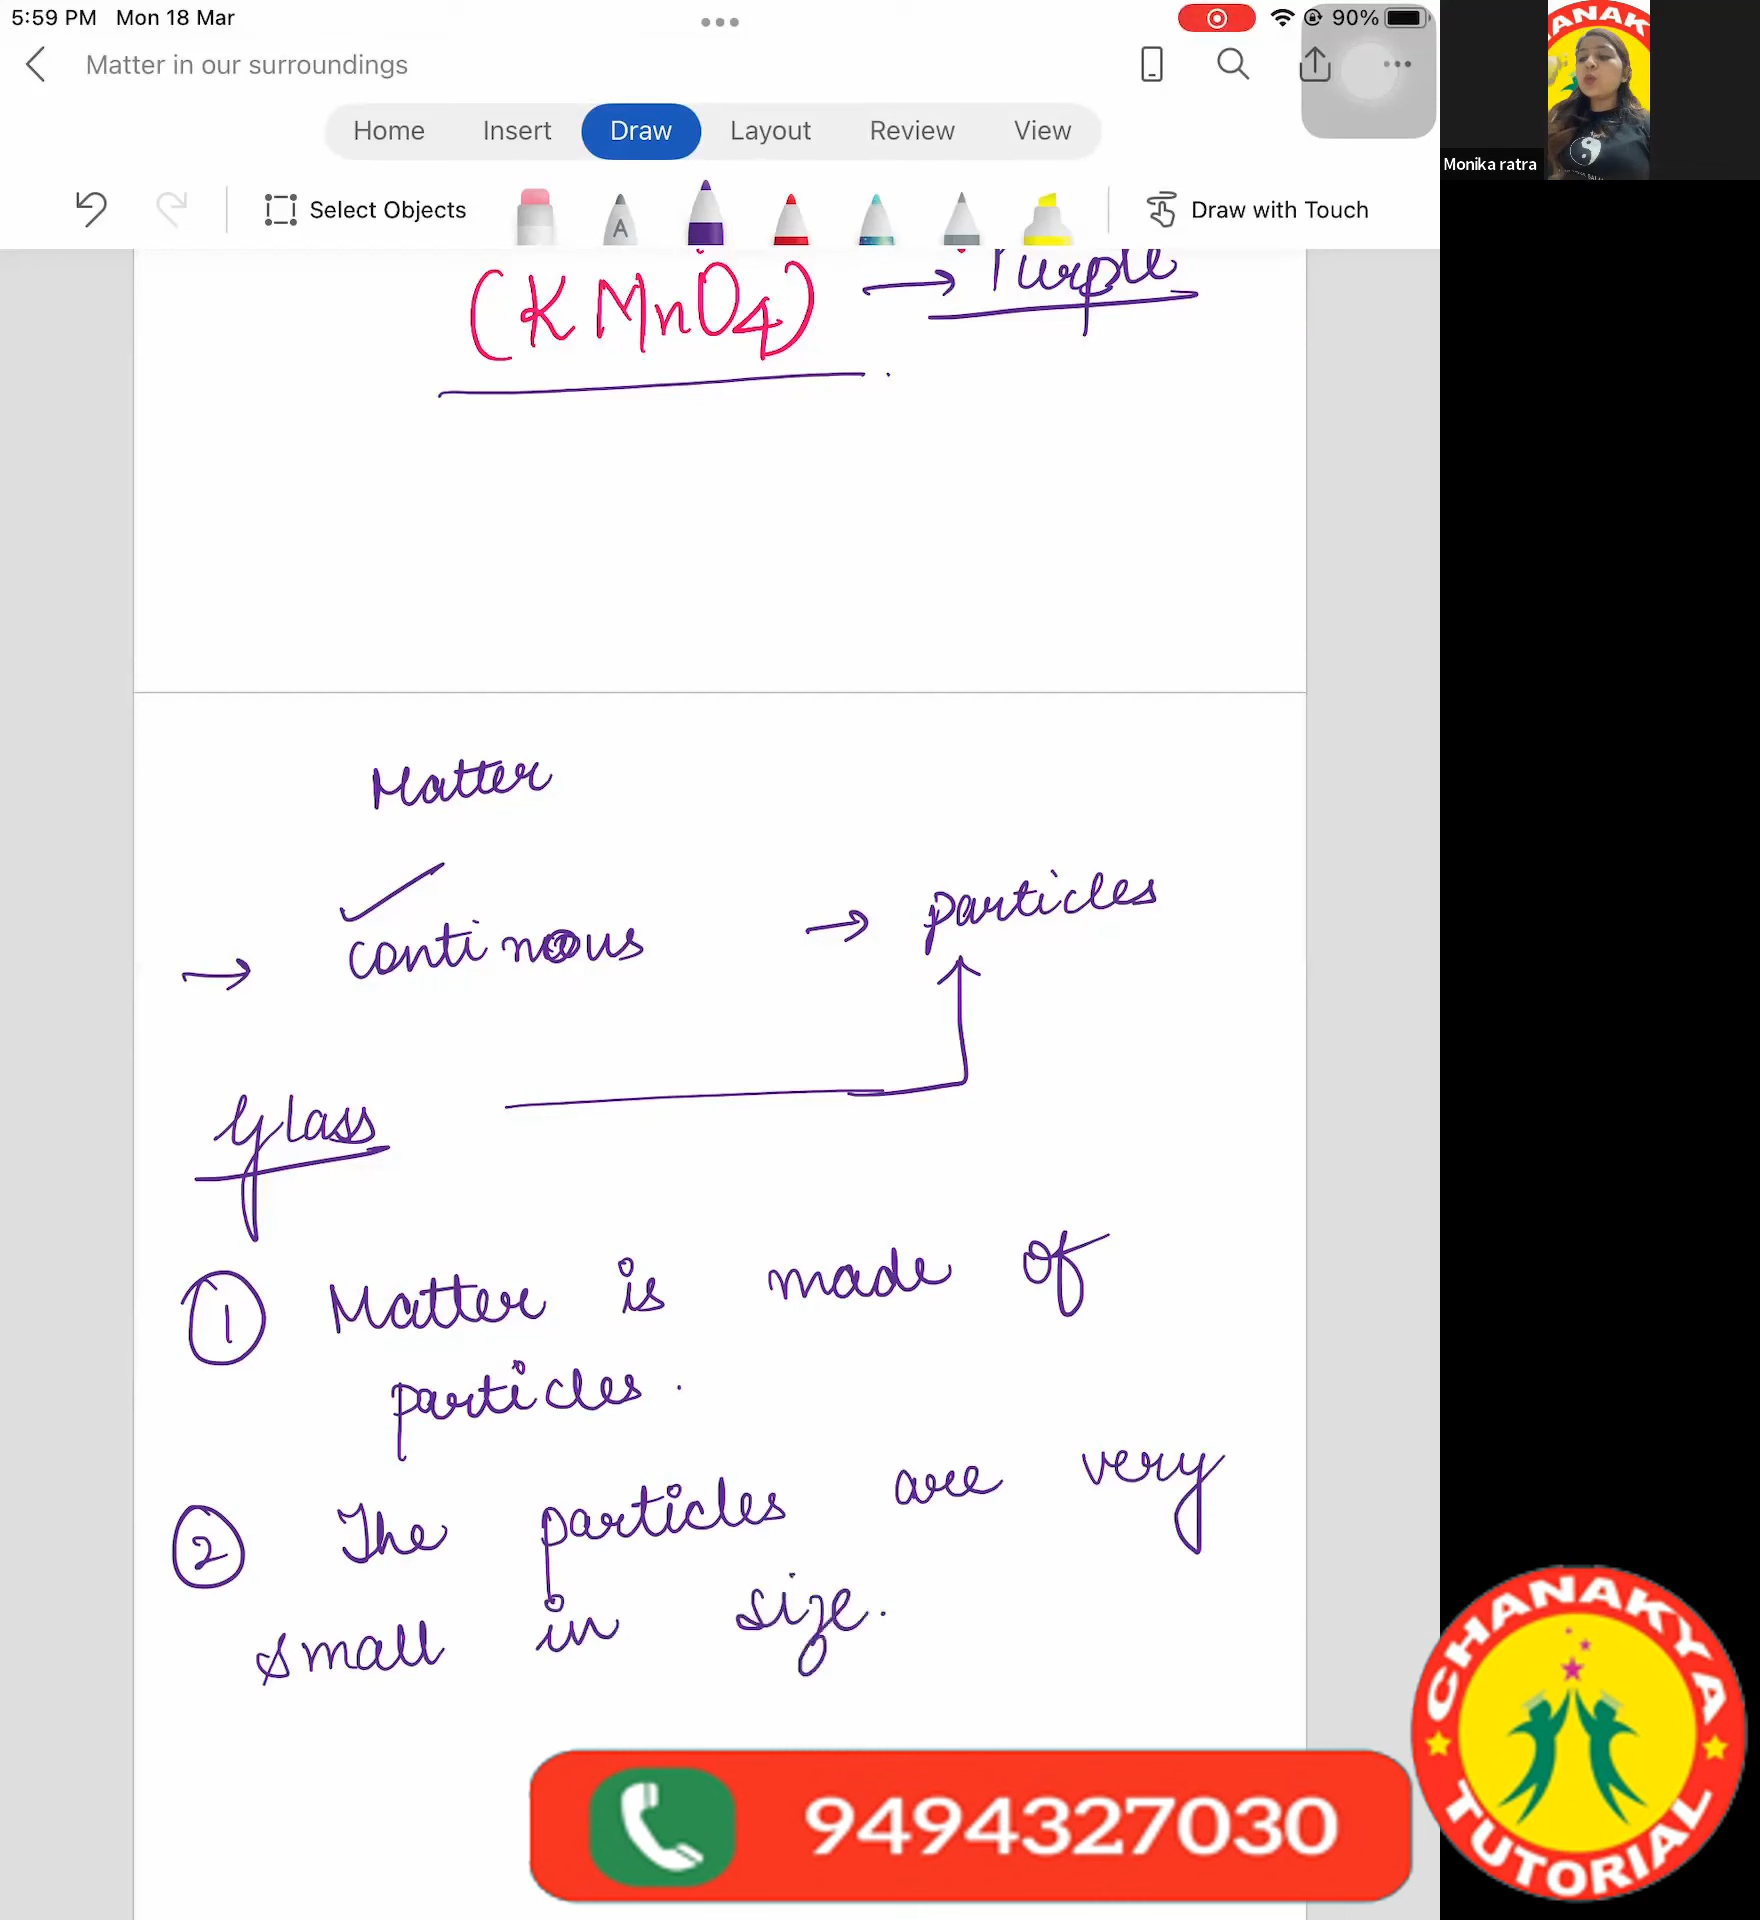 5:59 PM Mon 18 Mar
90%
Matter in our surroundings
Home Insert Draw Layout Review View
Select Objects
A
Draw with Touch
ANAK
Monika ratra
(KMnO4) → Purple
Matter
→ continous → particles
Glass
1 Matter is made of
particles.
2 The particles are very
small in size.
9494327030
CHANAKYA
TUTORIAL